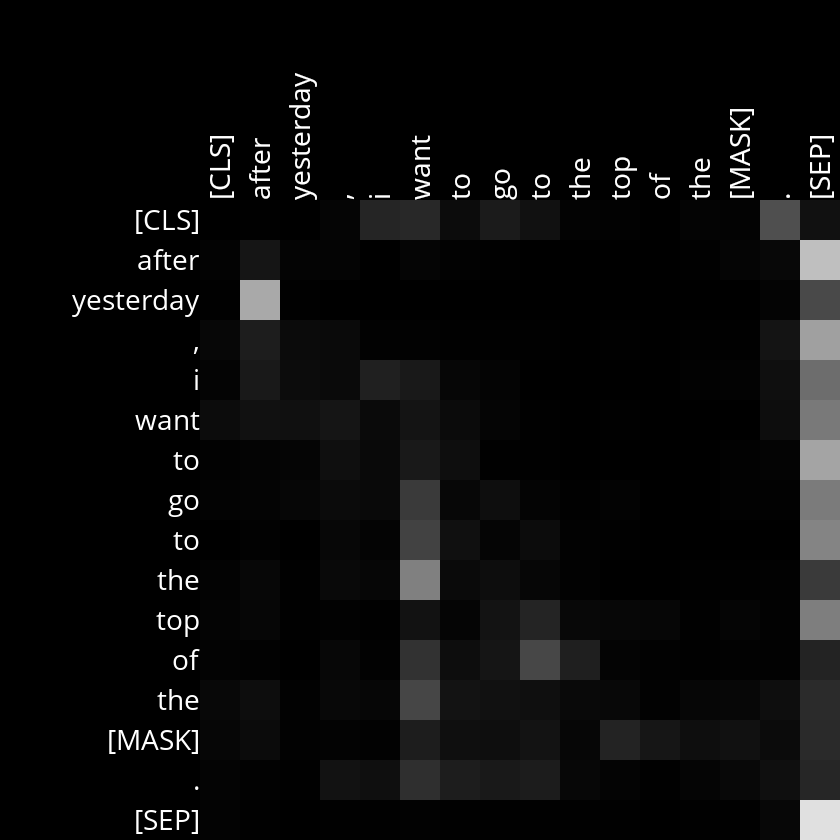 [CLS] after yesterday , i want to go to the top of the [MASK] . [SEP]
[CLS]
after
yesterday
,
i
want
to
go
to
the
top
of
the
[MASK]
.
[SEP]